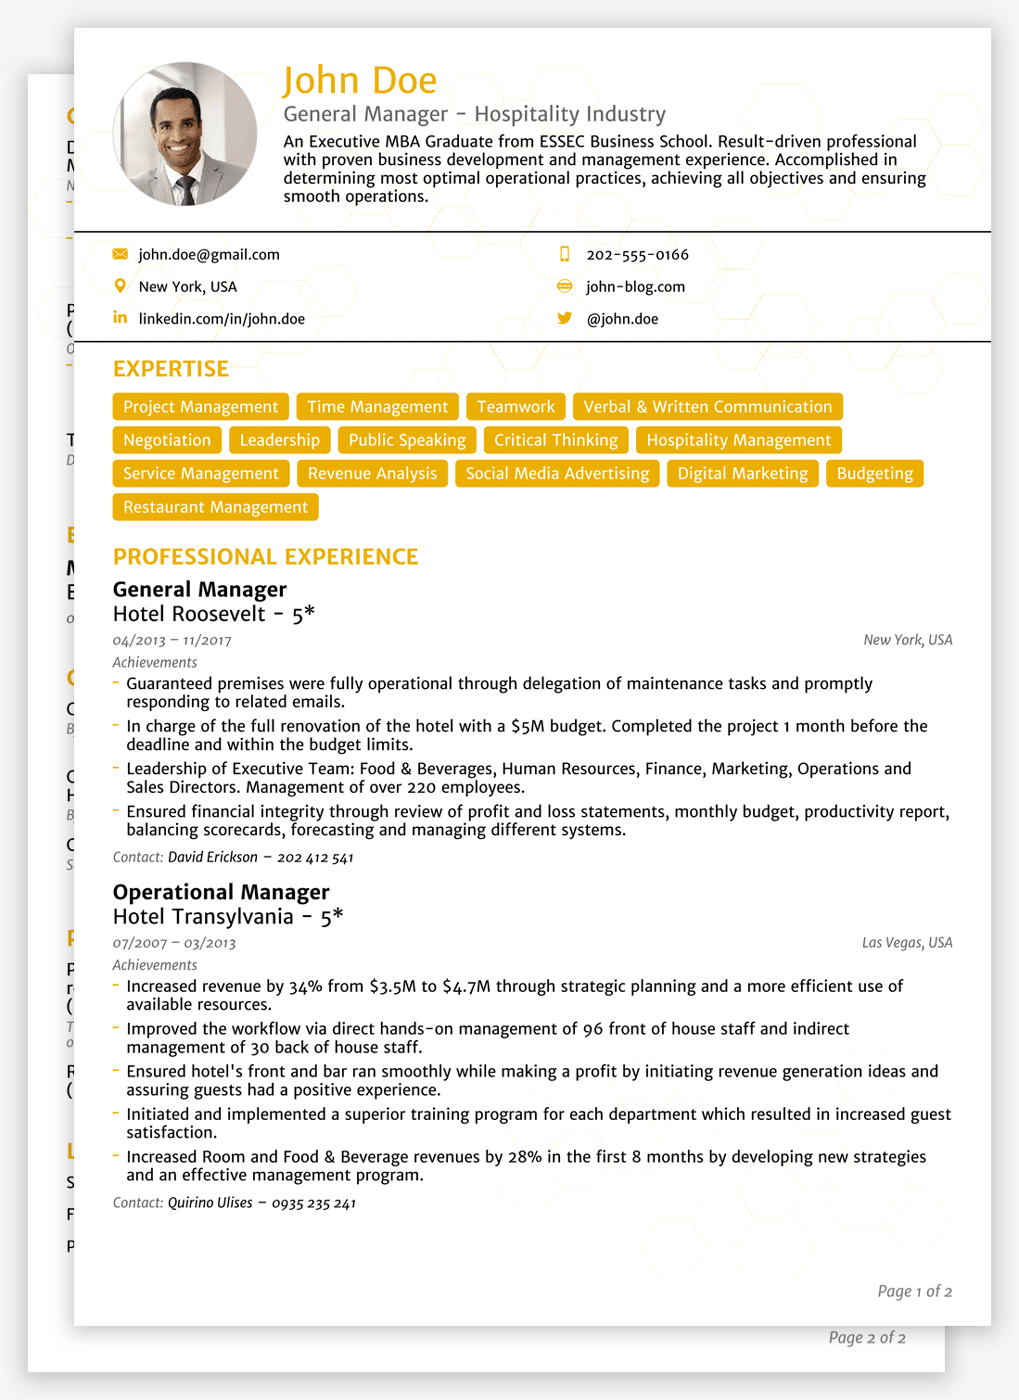 John Doe
General Manager - Hospitality Industry
An Executive MBA Graduate from ESSEC Business School. Result-driven professional
with proven business development and management experience. Accomplished in
determining most optimal operational practices, achieving all objectives and ensuring
smooth operations.
john.doe@gmail.com
202-555-0166
New York, USA
john-blog.com
linkedin.com/in/john.doe
@john.doe
EXPERTISE
Project Management Time Management Teamwork Verbal & Written Communication
Negotiation Leadership Public Speaking Critical Thinking Hospitality Management
Service Management Revenue Analysis Social Media Advertising Digital Marketing Budgeting
Restaurant Management
PROFESSIONAL EXPERIENCE
General Manager
Hotel Roosevelt - 5*
04/2013 – 11/2017 New York, USA
Achievements
– Guaranteed premises were fully operational through delegation of maintenance tasks and promptly
responding to related emails.
– In charge of the full renovation of the hotel with a $5M budget. Completed the project 1 month before the
deadline and within the budget limits.
– Leadership of Executive Team: Food & Beverages, Human Resources, Finance, Marketing, Operations and
Sales Directors. Management of over 220 employees.
– Ensured financial integrity through review of profit and loss statements, monthly budget, productivity report,
balancing scorecards, forecasting and managing different systems.
Contact: David Erickson – 202 412 541
Operational Manager
Hotel Transylvania - 5*
07/2007 – 03/2013 Las Vegas, USA
Achievements
– Increased revenue by 34% from $3.5M to $4.7M through strategic planning and a more efficient use of
available resources.
– Improved the workflow via direct hands-on management of 96 front of house staff and indirect
management of 30 back of house staff.
– Ensured hotel's front and bar ran smoothly while making a profit by initiating revenue generation ideas and
assuring guests had a positive experience.
– Initiated and implemented a superior training program for each department which resulted in increased guest
satisfaction.
– Increased Room and Food & Beverage revenues by 28% in the first 8 months by developing new strategies
and an effective management program.
Contact: Quirino Ulises – 0935 235 241
Page 1 of 2
Page 2 of 2